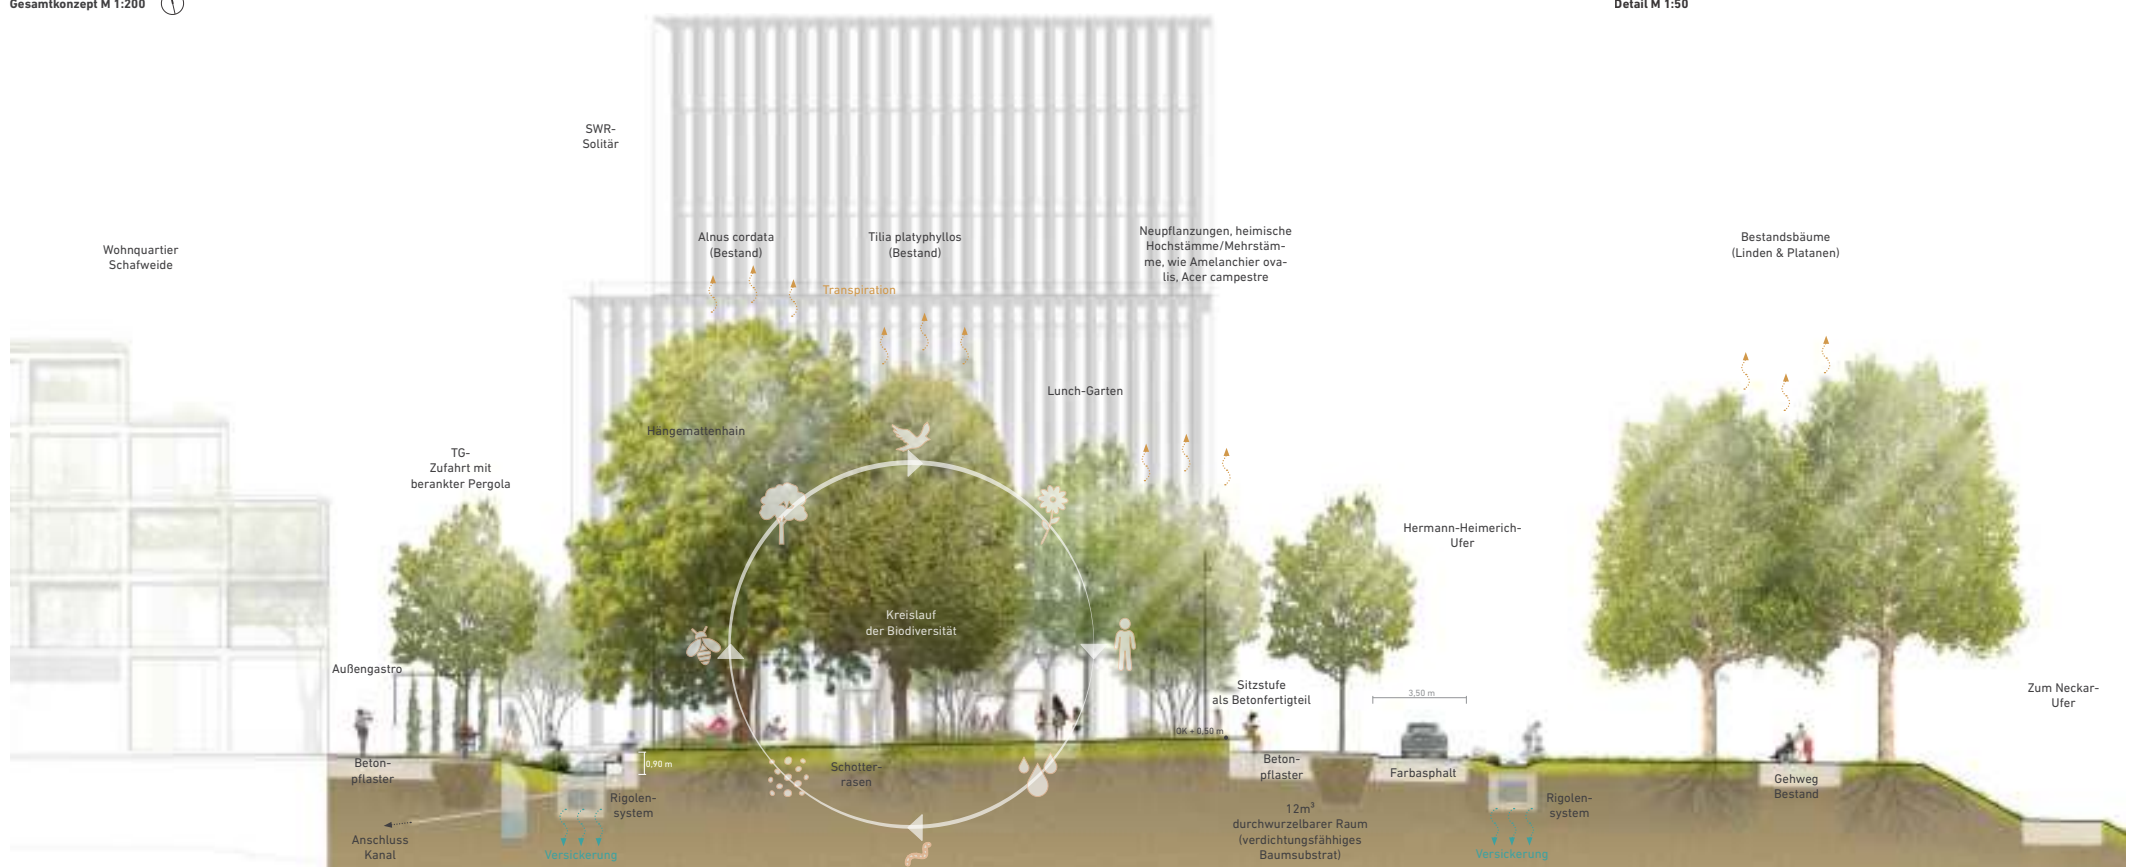 Gesamtkonzept M 1:200
Detail M 1:50
SWR-
Solitär
Wohnquartier
Schafweide
Alnus cordata
(Bestand)
Tilia platyphyllos
(Bestand)
Neupflanzungen, heimische
Hochstämme/Mehrstäm-
me, wie Amelanchier ova-
lis, Acer campestre
Bestandsbäume
(Linden & Platanen)
Transpiration
Lunch-Garten
Hängemattenhain
TG-
Zufahrt mit
berankter Pergola
Hermann-Heimerich-
Ufer
Kreislauf
der Biodiversität
Außengastro
Sitzstufe
als Betonfertigteil
3,50 m
Zum Neckar-
Ufer
OK + 0,50 m
0,90 m
Beton-
pflaster
Schotter-
rasen
Beton-
pflaster
Farbasphalt
Gehweg
Bestand
Rigolen-
system
Rigolen-
system
12m³
durchwurzelbarer Raum
(verdichtungsfähiges
Baumsubstrat)
Anschluss
Kanal
Versickerung
Versickerung